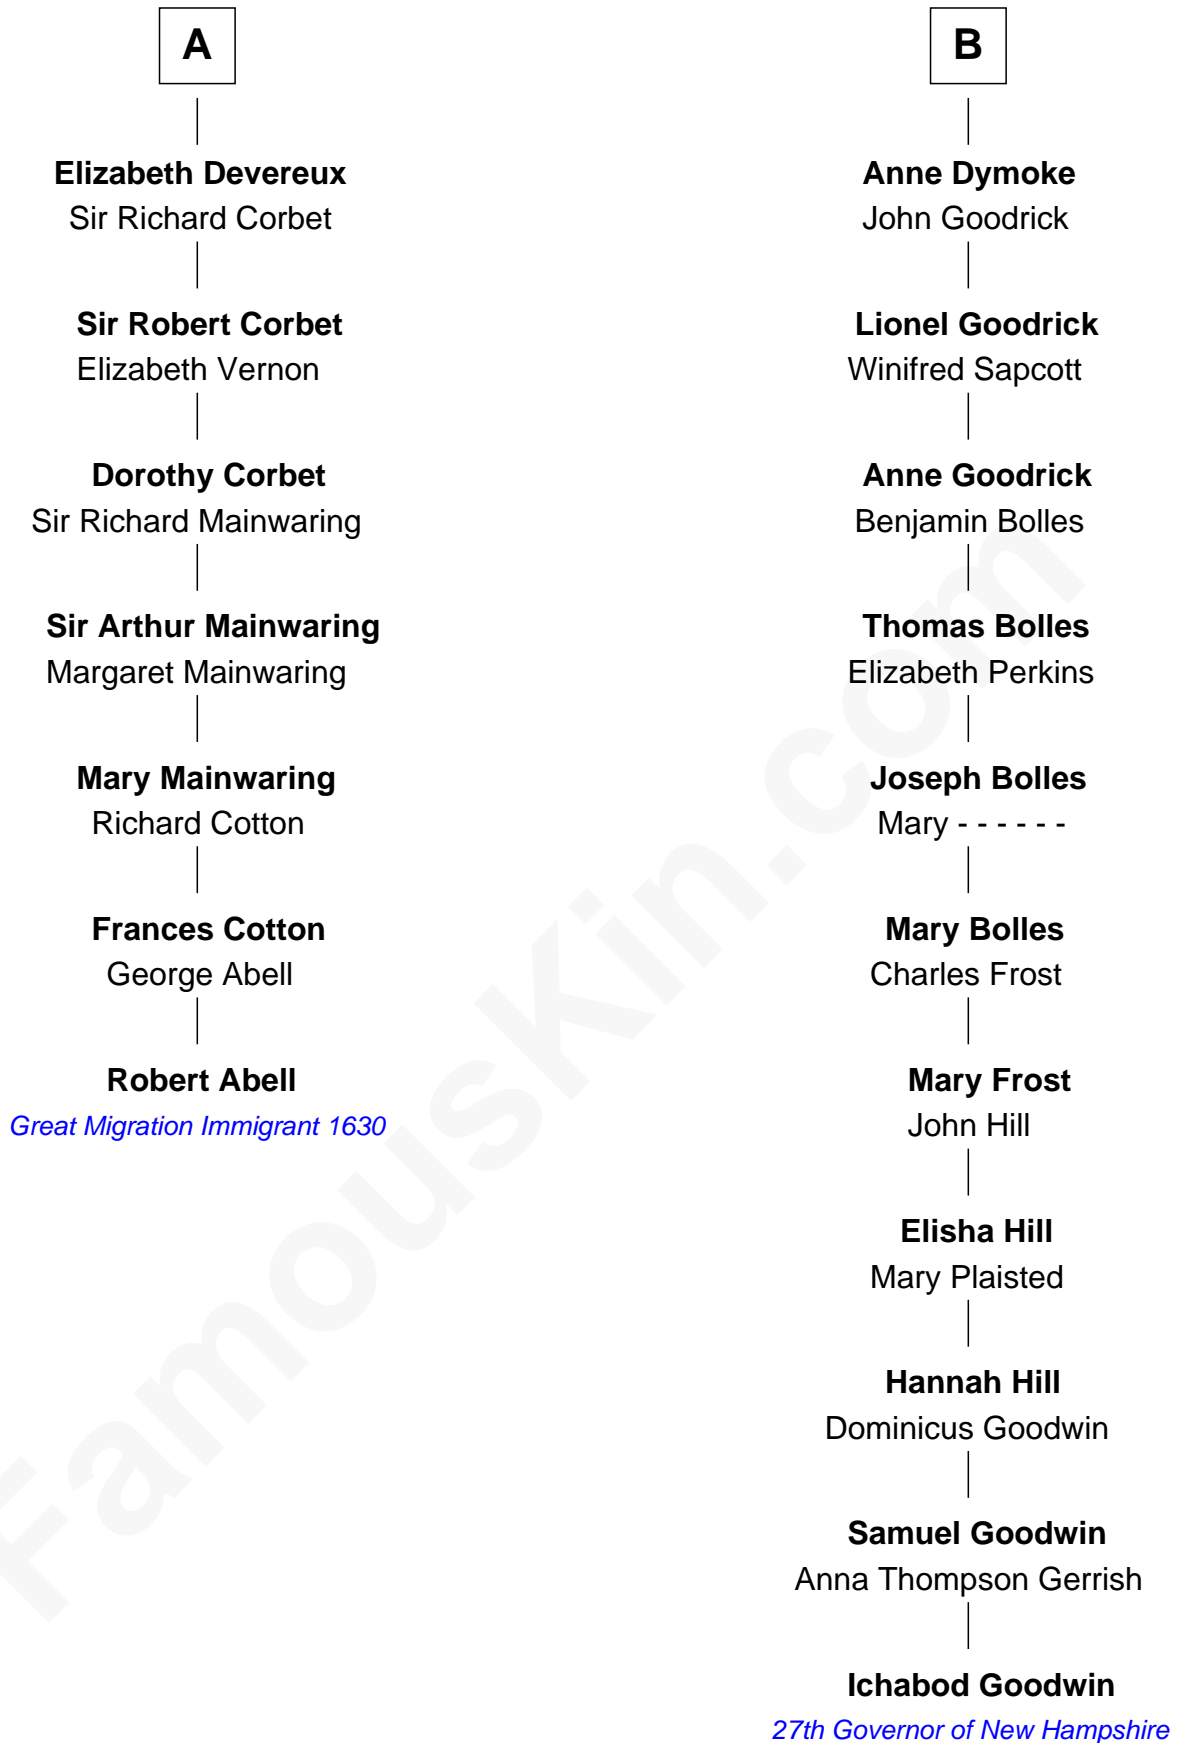 A
Elizabeth Devereux
Sir Richard Corbet
Sir Robert Corbet
Elizabeth Vernon
Dorothy Corbet
Sir Richard Mainwaring
Sir Arthur Mainwaring
Margaret Mainwaring
Mary Mainwaring
Richard Cotton
Frances Cotton
George Abell
Robert Abell
Great Migration Immigrant 1630
B
Anne Dymoke
John Goodrick
Lionel Goodrick
Winifred Sapcott
Anne Goodrick
Benjamin Bolles
Thomas Bolles
Elizabeth Perkins
Joseph Bolles
Mary - - - - - -
Mary Bolles
Charles Frost
Mary Frost
John Hill
Elisha Hill
Mary Plaisted
Hannah Hill
Dominicus Goodwin
Samuel Goodwin
Anna Thompson Gerrish
Ichabod Goodwin
27th Governor of New Hampshire
FamousKin.com